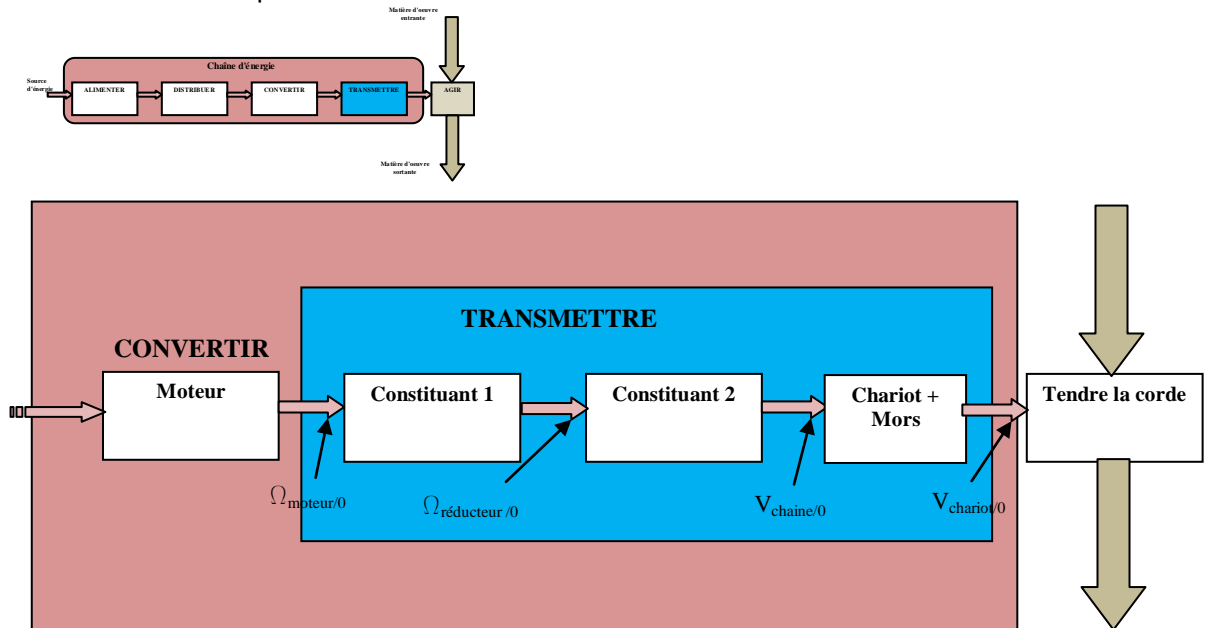 Matière d'oeuvre
entrante
Chaîne d'énergie
Source
d'énergie
ALIMENTER
DISTRIBUER
CONVERTIR
TRANSMETTRE
AGIR
Matière d'oeuvre
sortante
TRANSMETTRE
CONVERTIR
Moteur
Constituant 1
Constituant 2
Chariot +
Mors
Tendre la corde
Ωmoteur/0
Ωréducteur /0
Vchaine/0
Vchariot/0